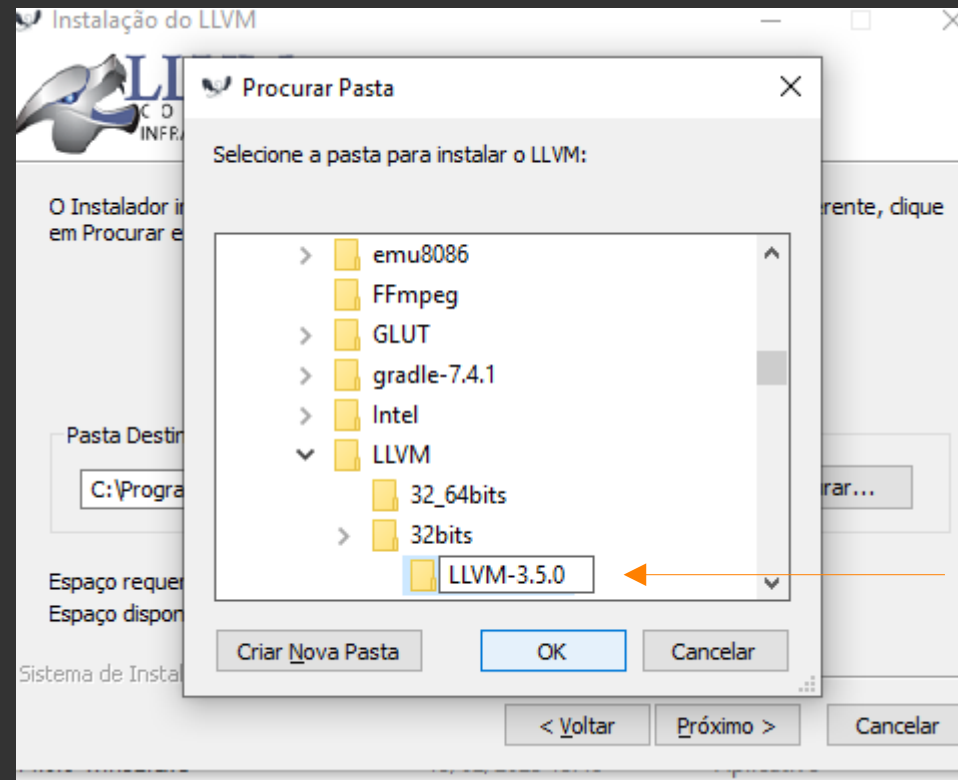 Instalação do LLVM
Procurar Pasta
Selecione a pasta para instalar o LLVM:
O Instalador
rente, clique
em Procurar e
emu8086
FFmpeg
GLUT
gradle-7.4.1
Intel
LLVM
32_64bits
32bits
LLVM-3.5.0
Pasta Destin
C:\Progra
rar...
Espaço requer
Espaço dispon
Criar Nova Pasta
OK
Cancelar
Sistema de Instal
< Voltar
Próximo >
Cancelar